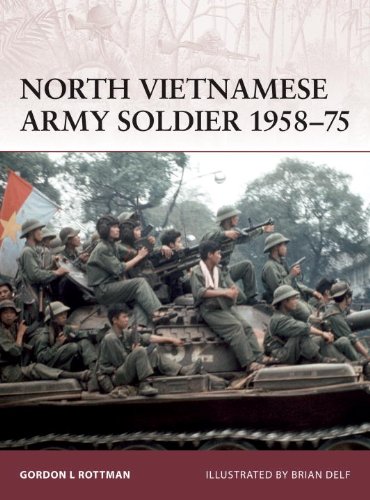 NORTH VIETNAMESE
ARMY SOLDIER 1958–75
GORDON L ROTTMAN
ILLUSTRATED BY BRIAN DELF